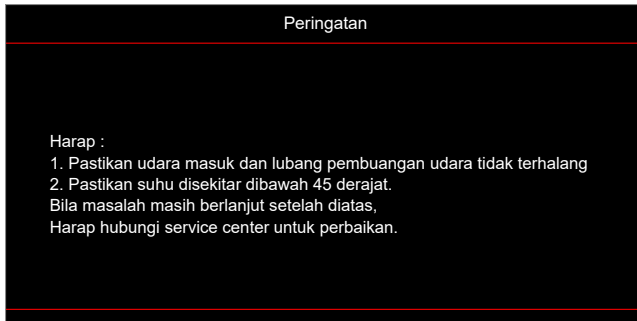 Peringatan
Harap :
1. Pastikan udara masuk dan lubang pembuangan udara tidak terhalang
2. Pastikan suhu disekitar dibawah 45 derajat.
Bila masalah masih berlanjut setelah diatas,
Harap hubungi service center untuk perbaikan.